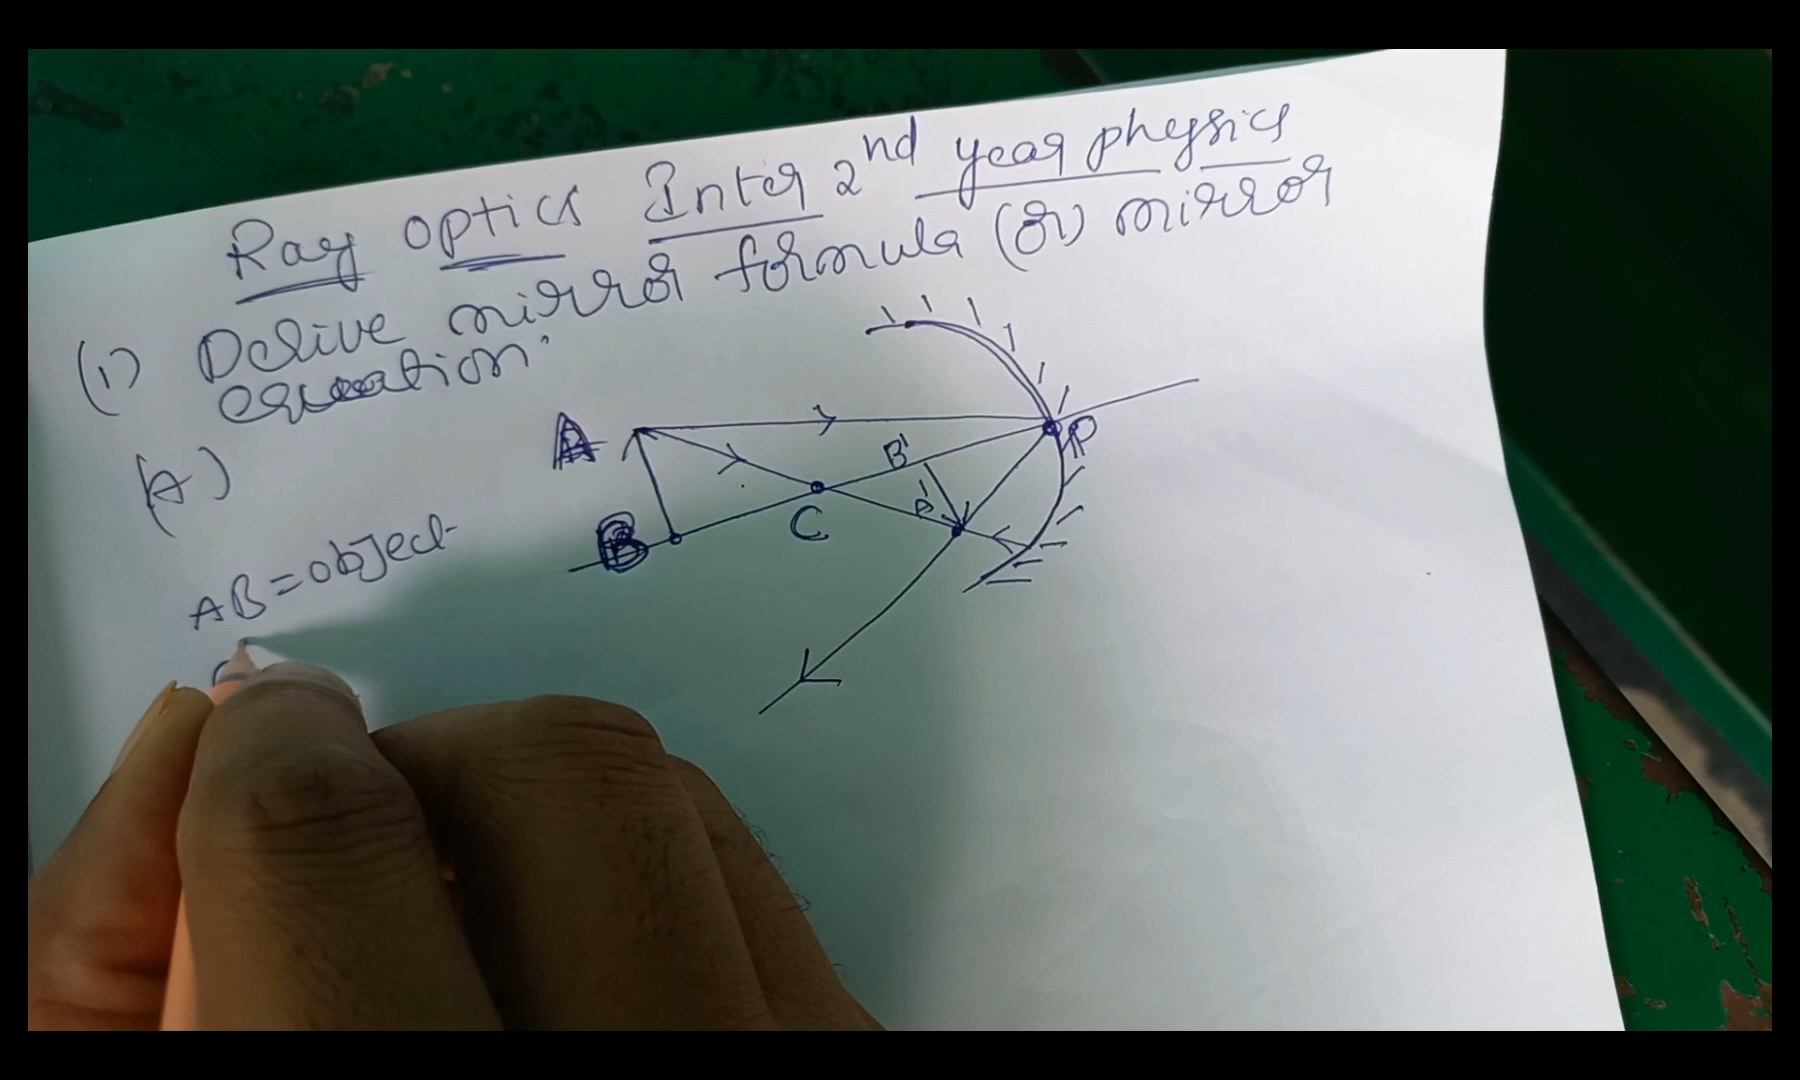 Ray optics Inter 2nd year physics
(1) Derive mirror formula (or) mirror
equation.
(A)
A
B
C
B'
A'
P
AB = object